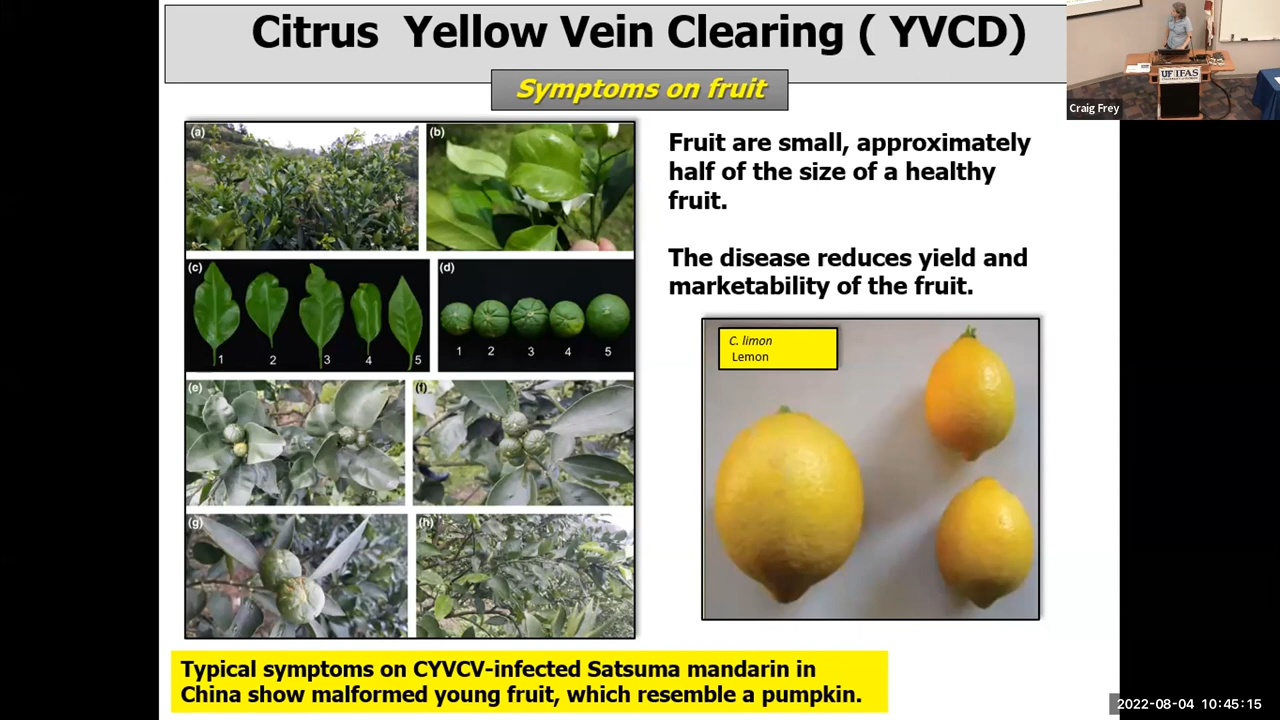 Citrus Yellow Vein Clearing ( YVCD)
Symptoms on fruit
UF IFAS
Craig Frey
(a)
(b)
(c)
1 2 3 4 5
(d)
1 2 3 4 5
(e)
(f)
(g)
(h)
Fruit are small, approximately
half of the size of a healthy
fruit.
The disease reduces yield and
marketability of the fruit.
C. limon
Lemon
Typical symptoms on CYVCV-infected Satsuma mandarin in
China show malformed young fruit, which resemble a pumpkin.
2022-08-04 10:45:15